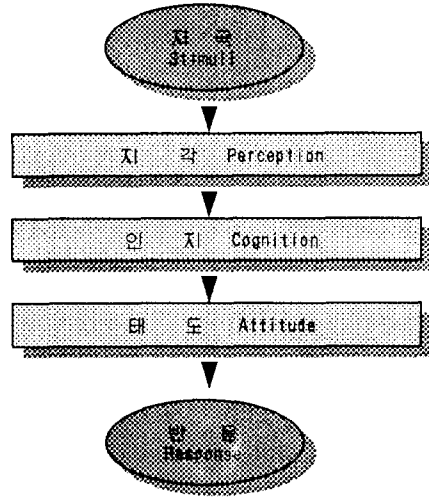 자 극
Stimuli
지 각 Perception
인 지 Cognition
태 도 Attitude
반 응
Response